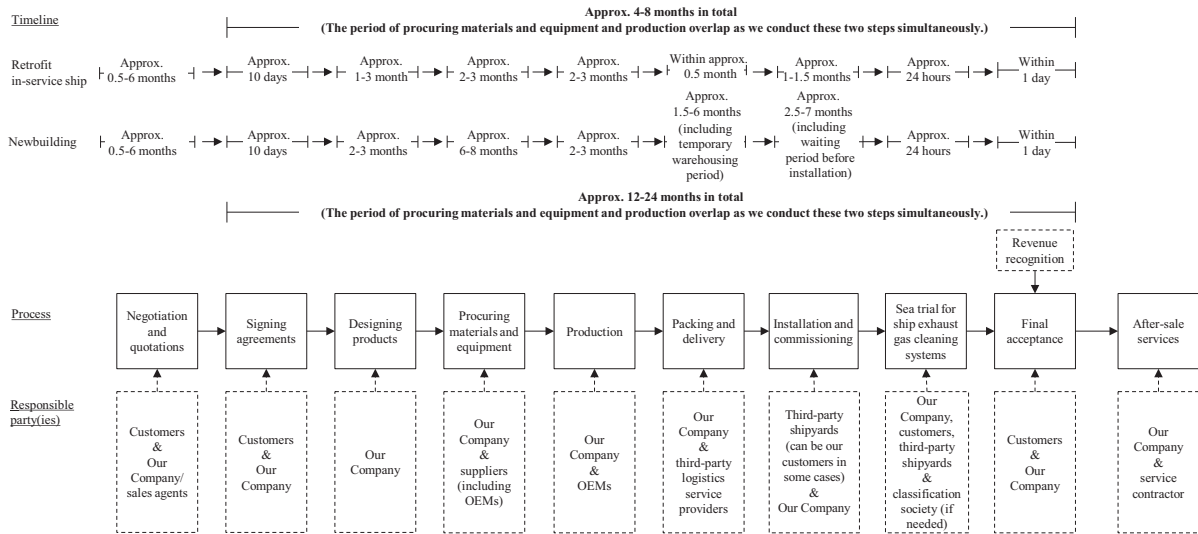 Timeline
Approx. 4-8 months in total
(The period of procuring materials and equipment and production overlap as we conduct these two steps simultaneously.)
Retrofit
in-service ship
Approx.
0.5-6 months
Approx.
10 days
Approx.
1-3 month
Approx.
2-3 months
Approx.
2-3 months
Within approx.
0.5 month
Approx.
1-1.5 months
Approx.
24 hours
Within
1 day
Newbuilding
Approx.
0.5-6 months
Approx.
10 days
Approx.
2-3 months
Approx.
6-8 months
Approx.
2-3 months
Approx.
1.5-6 months
(including
temporary
warehousing
period)
Approx.
2.5-7 months
(including
waiting
period before
installation)
Approx.
24 hours
Within
1 day
Approx. 12-24 months in total
(The period of procuring materials and equipment and production overlap as we conduct these two steps simultaneously.)
Revenue
recognition
Process
Negotiation and
quotations
Signing
agreements
Designing
products
Procuring
materials and
equipment
Production
Packing and
delivery
Installation and
commissioning
Sea trial for
ship exhaust
gas cleaning
systems
Final
acceptance
After-sale
services
Responsible
party(ies)
Customers
&
Our
Company/
sales agents
Customers
&
Our
Company
Our
Company
Our
Company
&
suppliers
(including
OEMs)
Our
Company
&
OEMs
Our
Company
&
third-party
logistics
service
providers
Third-party
shipyards
(can be our
customers in
some cases)
&
Our Company
Our
Company,
customers,
third-party
shipyards
&
classification
society (if
needed)
Customers
&
Our
Company
Our
Company
&
service
contractor